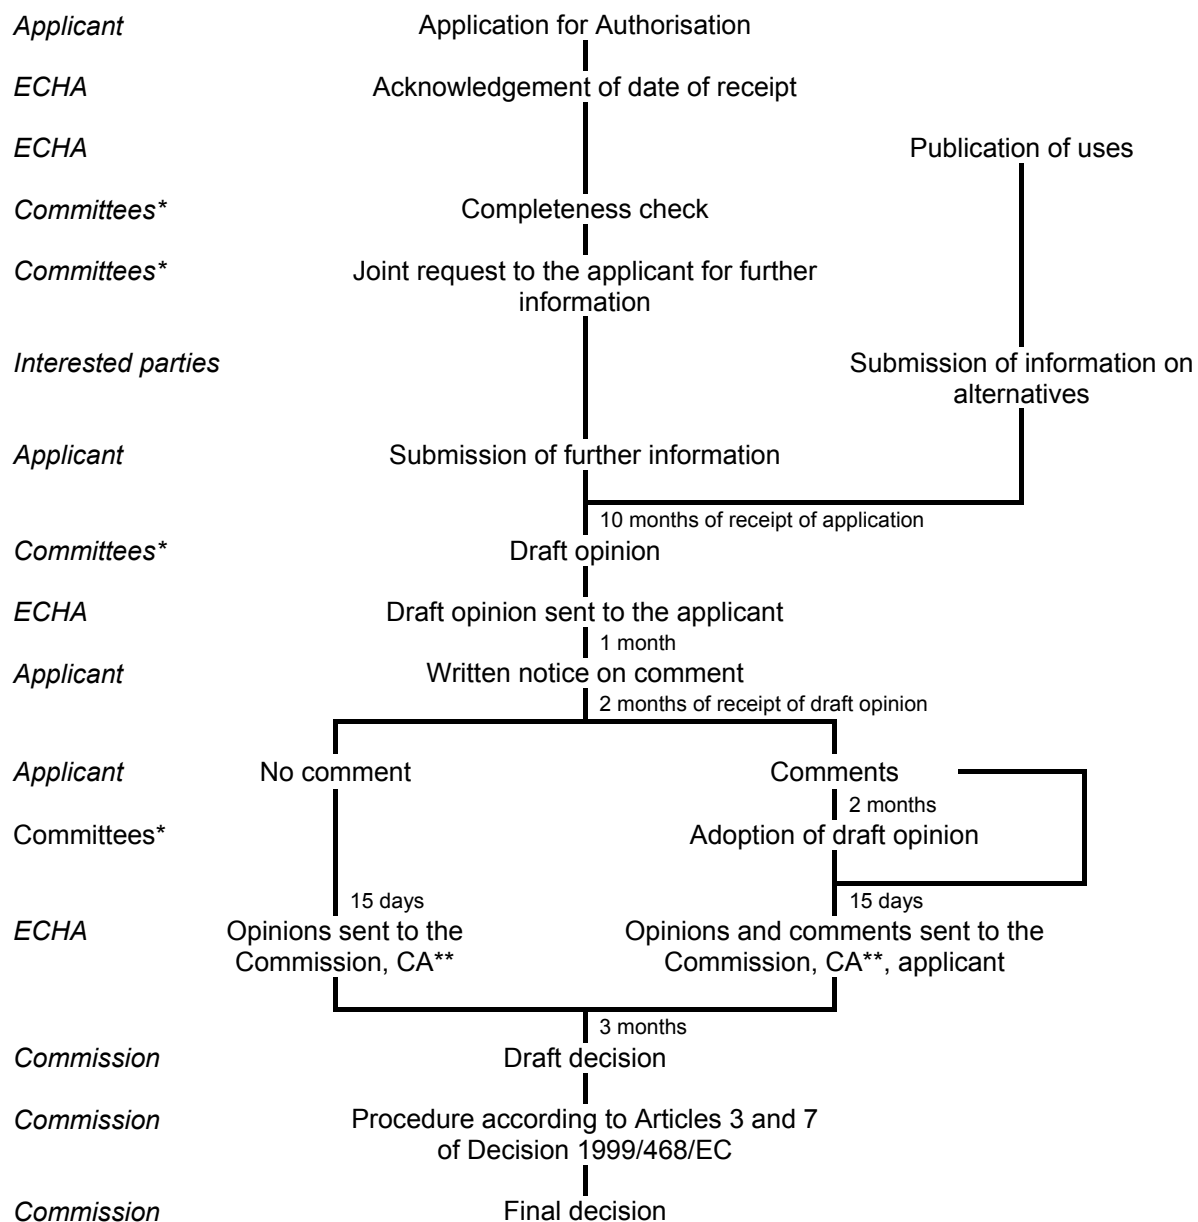 Applicant Application for Authorisation
ECHA Acknowledgement of date of receipt
ECHA Publication of uses
Committees* Completeness check
Committees* Joint request to the applicant for further
information
Interested parties Submission of information on
alternatives
Applicant Submission of further information
10 months of receipt of application
Committees* Draft opinion
ECHA Draft opinion sent to the applicant
1 month
Applicant Written notice on comment
2 months of receipt of draft opinion
Applicant No comment Comments
2 months
Committees* Adoption of draft opinion
15 days 15 days
ECHA Opinions sent to the Opinions and comments sent to the
Commission, CA** Commission, CA**, applicant
3 months
Commission Draft decision
Commission Procedure according to Articles 3 and 7
of Decision 1999/468/EC
Commission Final decision